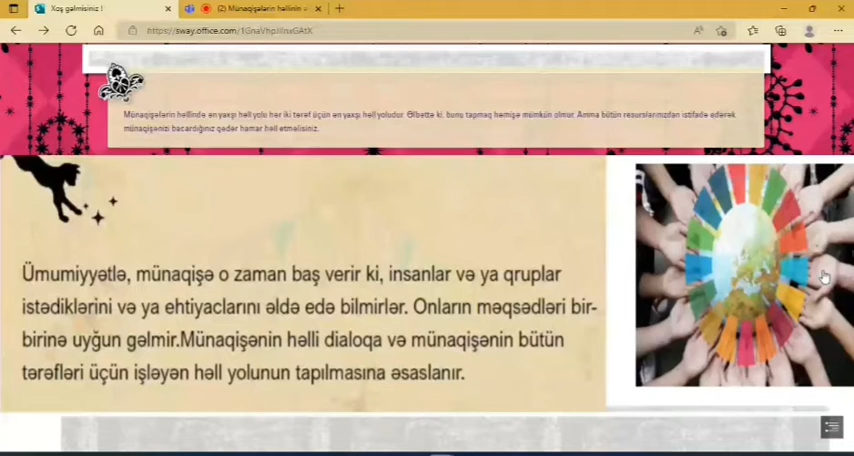 Xoş gəlmisiniz !
(2) Münaqişələrin həllinin
https://sway.office.com/
Münaqişələrin həllində ən yaxşı həll yolu hər iki tərəf üçün ən yaxşı həll yoludur. Əlbəttə ki, bunu tapmaq həmişə mümkün olmur. Amma bütün resurslarınızdan istifadə edərək
münaqişənizi bacardığınız qədər hamar həll etməlisiniz.
Ümumiyyətlə, münaqişə o zaman baş verir ki, insanlar və ya qruplar
istədiklərini və ya ehtiyaclarını əldə edə bilmirlər. Onların məqsədləri bir-
birinə uyğun gəlmir.Münaqişənin həlli dialoqa və münaqişənin bütün
tərəfləri üçün işləyən həll yolunun tapılmasına əsaslanır.